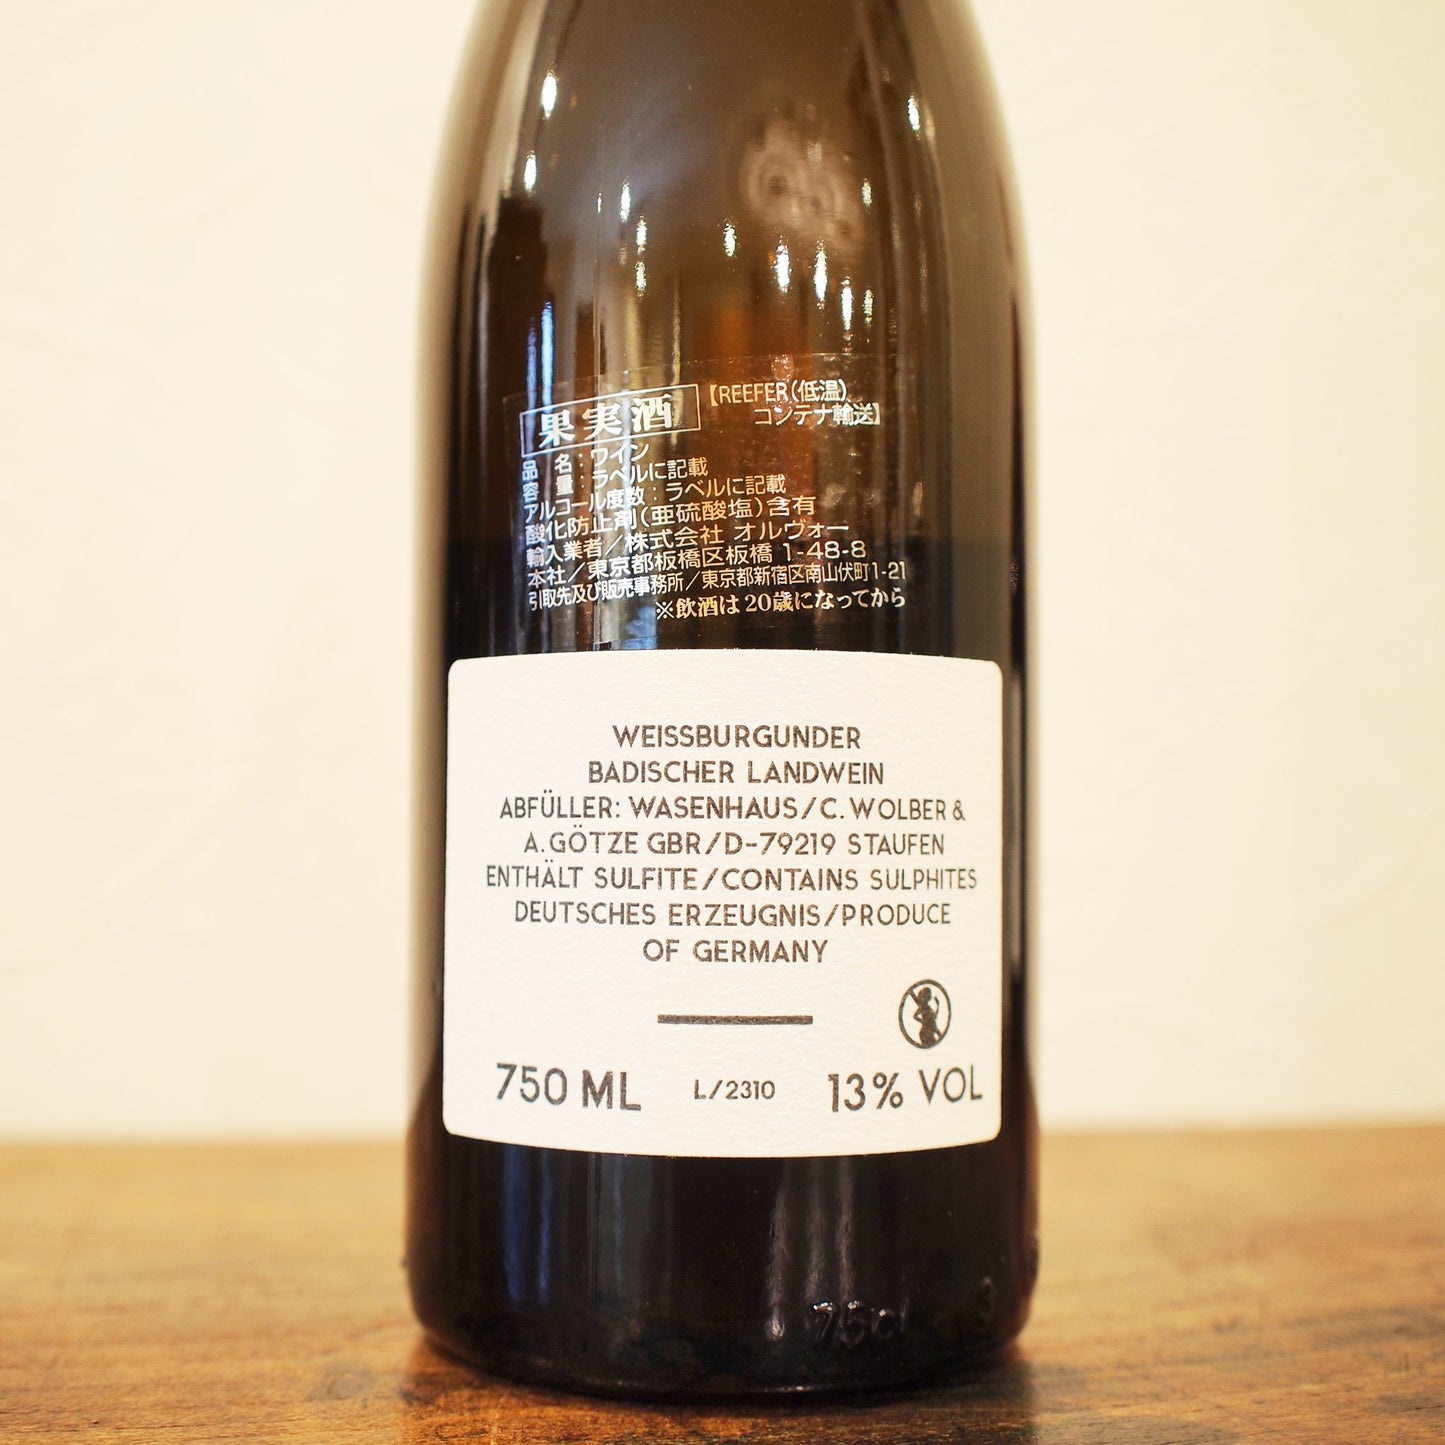 果実酒 【REEFER(低温)
コンテナ輸送】
品 名:ワイン
容 量:ラベルに記載
アルコール度数:ラベルに記載
酸化防止剤(亜硫酸塩)含有
輸入業者/株式会社 オルヴォー
本社/東京都板橋区板橋 1-48-8
引取先及び販売事務所/東京都新宿区南山伏町1-21
※飲酒は20歳になってから
WEISSBURGUNDER
BADISCHER LANDWEIN
ABFÜLLER: WASENHAUS/C. WOLBER &
A. GÖTZE GBR/D-79219 STAUFEN
ENTHÄLT SULFITE/CONTAINS SULPHITES
DEUTSCHES ERZEUGNIS/PRODUCE
OF GERMANY
750 ML L/2310 13% VOL
75cl 3